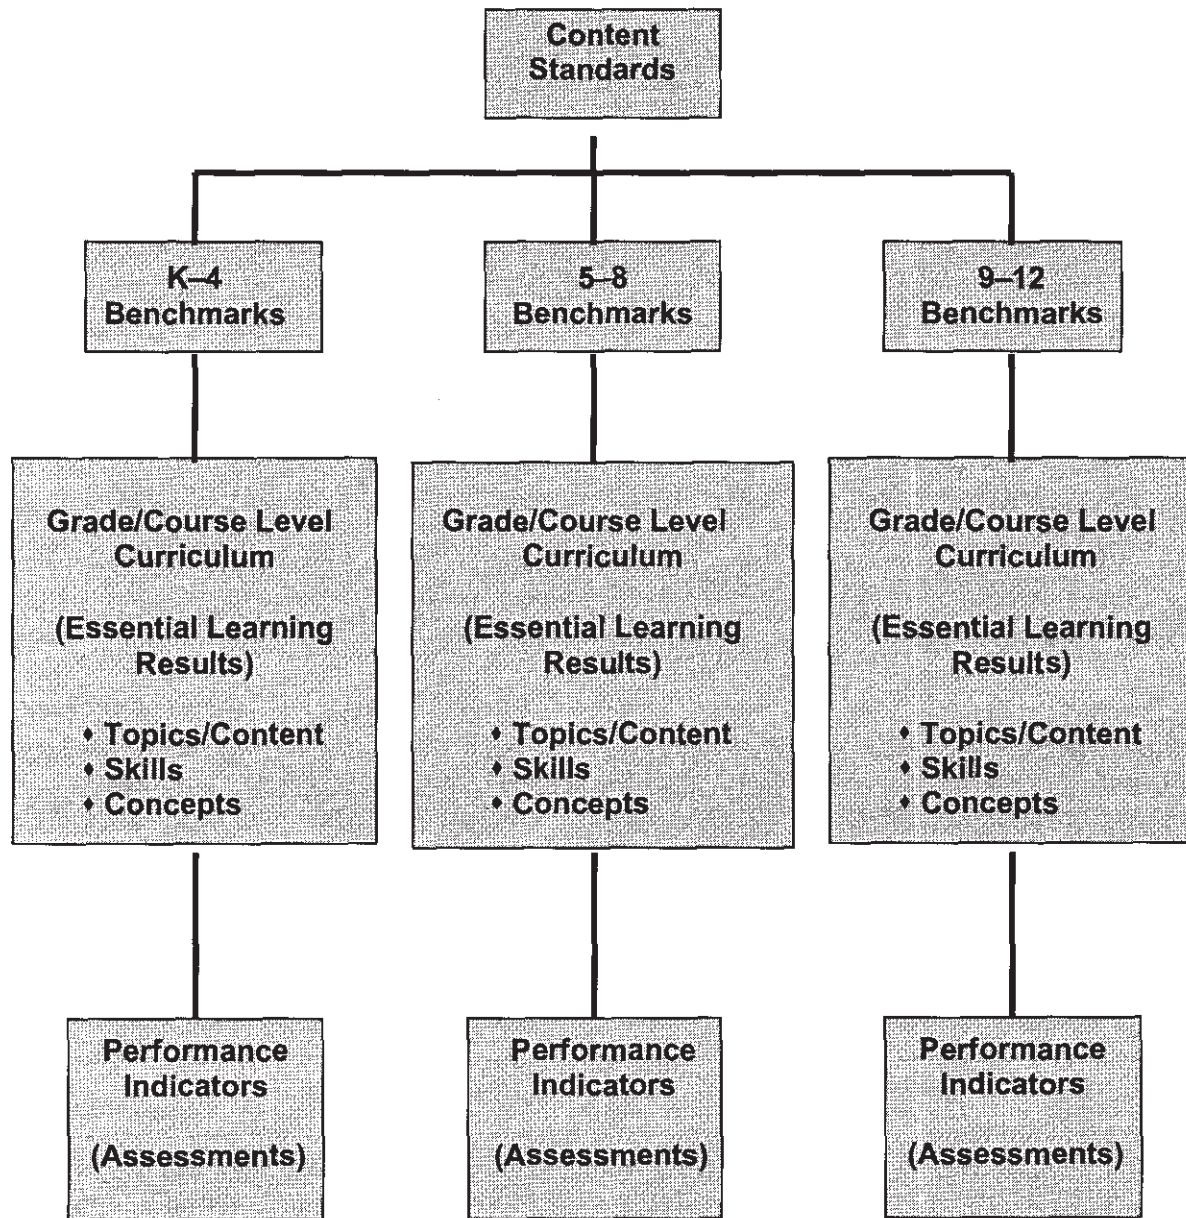 Content
Standards
K–4
Benchmarks
5–8
Benchmarks
9–12
Benchmarks
Grade/Course Level
Curriculum
(Essential Learning
Results)
♦ Topics/Content
♦ Skills
♦ Concepts
Grade/Course Level
Curriculum
(Essential Learning
Results)
♦ Topics/Content
♦ Skills
♦ Concepts
Grade/Course Level
Curriculum
(Essential Learning
Results)
♦ Topics/Content
♦ Skills
♦ Concepts
Performance
Indicators
(Assessments)
Performance
Indicators
(Assessments)
Performance
Indicators
(Assessments)